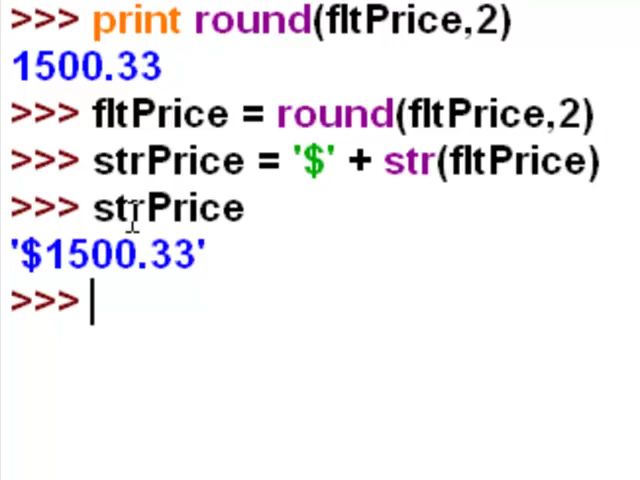 >>> print round(fltPrice,2)
1500.33
>>> fltPrice = round(fltPrice,2)
>>> strPrice = '$' + str(fltPrice)
>>> strPrice
'$1500.33'
>>>